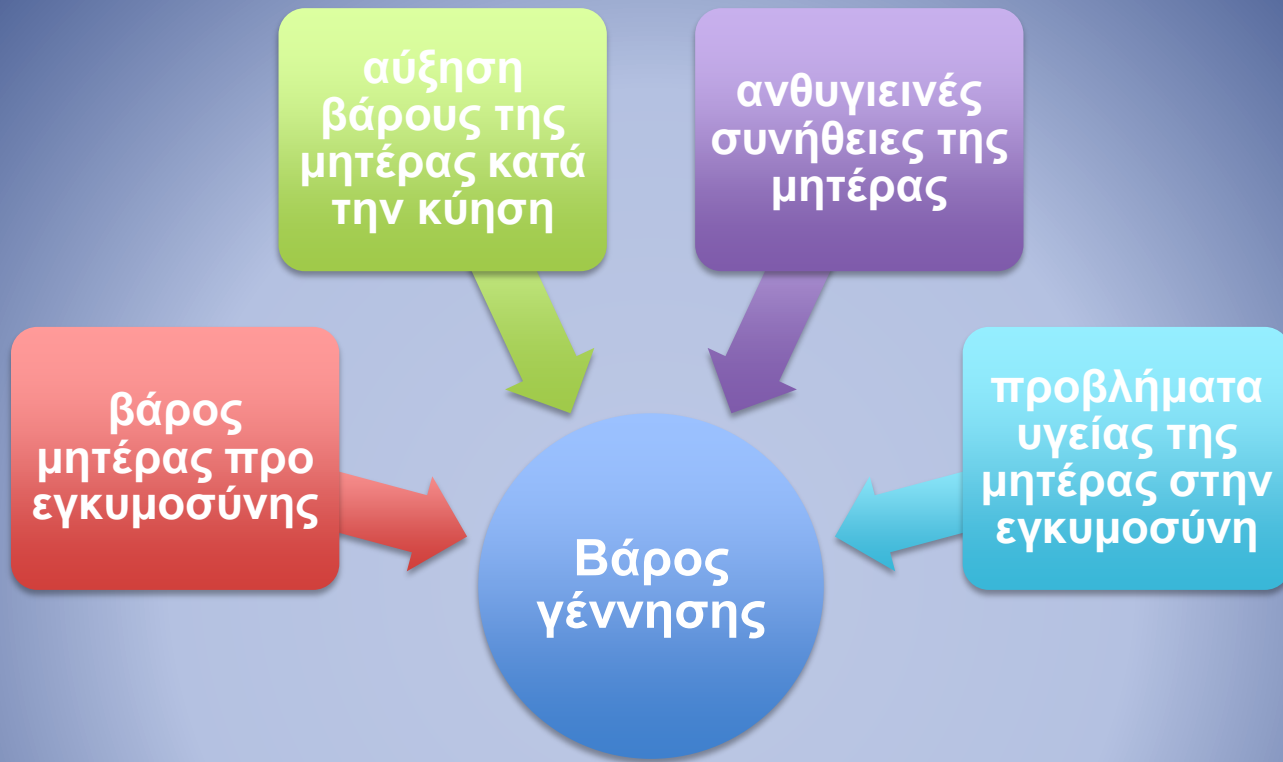 αύξηση
βάρους της
μητέρας κατά
την κύηση
ανθυγιεινές
συνήθειες της
μητέρας
βάρος
μητέρας προ
εγκυμοσύνης
προβλήματα
υγείας της
μητέρας στην
εγκυμοσύνη
Βάρος
γέννησης